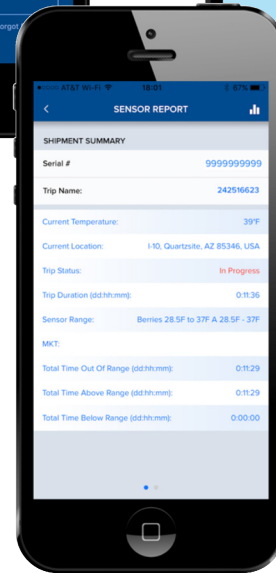 Forgot
AT&T Wi-Fi 18:01 67%
SENSOR REPORT
SHIPMENT SUMMARY
Serial # 9999999999
Trip Name: 242516623
Current Temperature: 39°F
Current Location: I-10, Quartzsite, AZ 85346, USA
Trip Status: In Progress
Trip Duration (dd:hh:mm): 0:11:36
Sensor Range: Berries 28.5F to 37F A 28.5F - 37F
MKT:
Total Time Out Of Range (dd:hh:mm): 0:11:29
Total Time Above Range (dd:hh:mm): 0:11:29
Total Time Below Range (dd:hh:mm): 0:00:00